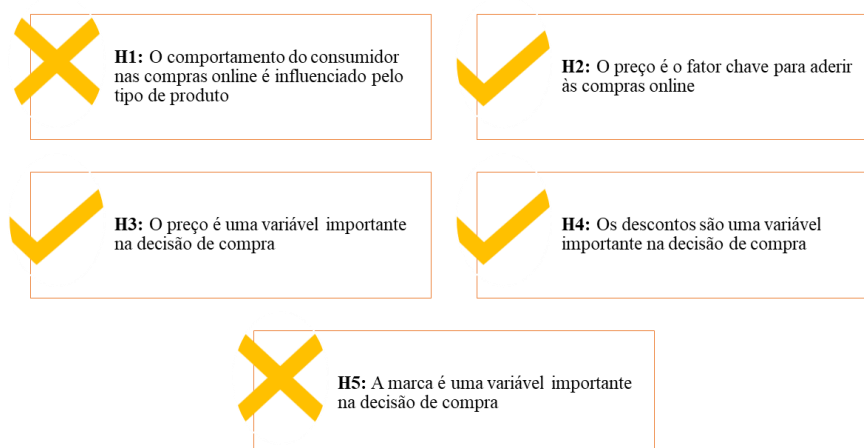 H1: O comportamento do consumidor
nas compras online é influenciado pelo
tipo de produto
H2: O preço é o fator chave para aderir
às compras online
H3: O preço é uma variável importante
na decisão de compra
H4: Os descontos são uma variável
importante na decisão de compra
H5: A marca é uma variável importante
na decisão de compra